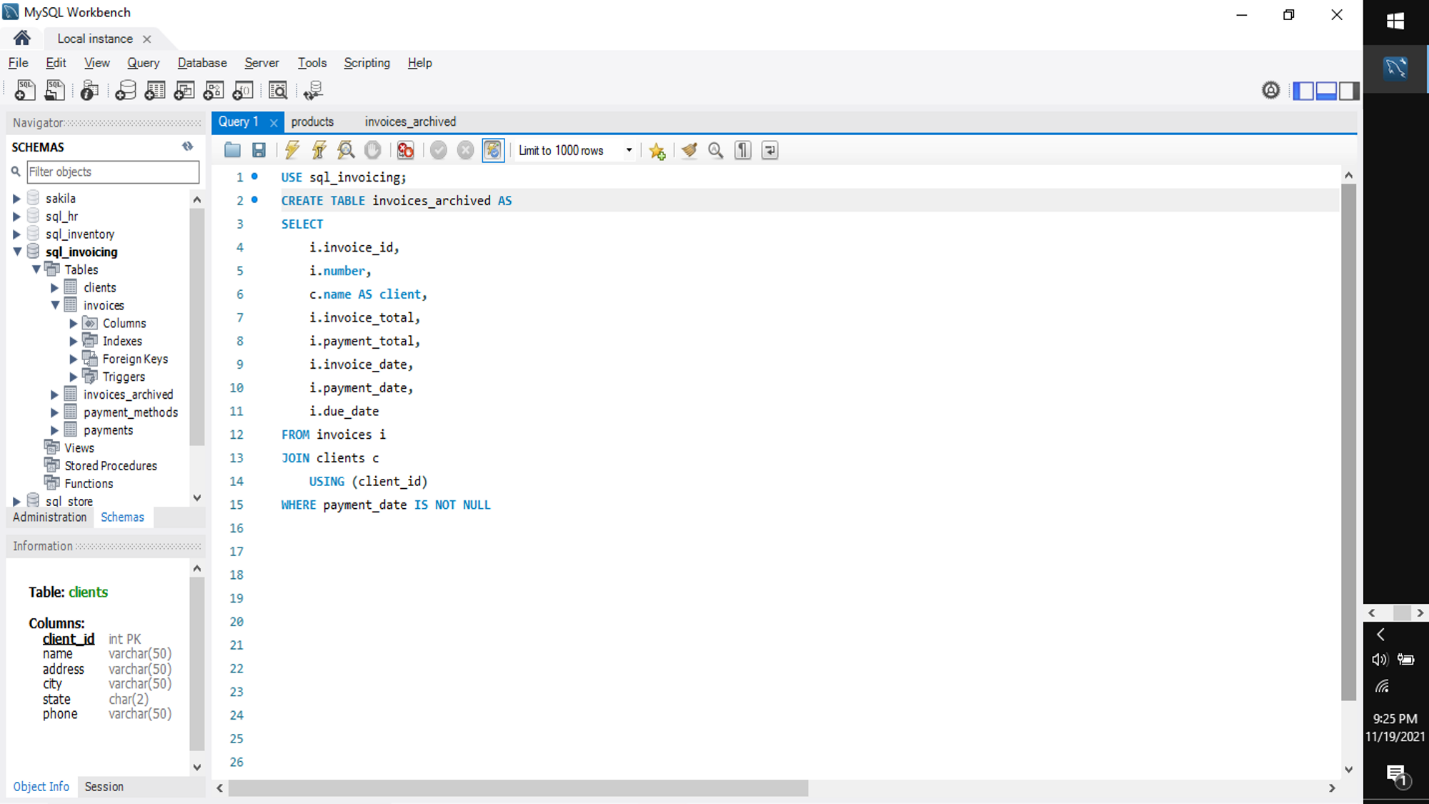 MySQL Workbench
Local instance
File Edit View Query Database Server Tools Scripting Help
Navigator
SCHEMAS
Filter objects
sakila
sql_hr
sql_inventory
sql_invoicing
Tables
clients
invoices
Columns
Indexes
Foreign Keys
Triggers
invoices_archived
payment_methods
payments
Views
Stored Procedures
Functions
sql_store
Administration Schemas
Information
Table: clients
Columns:
client_id int PK
name varchar(50)
address varchar(50)
city varchar(50)
state char(2)
phone varchar(50)
Object Info Session
Query 1 products invoices_archived
Limit to 1000 rows
1 USE sql_invoicing;
2 CREATE TABLE invoices_archived AS
3 SELECT
4 i.invoice_id,
5 i.number,
6 c.name AS client,
7 i.invoice_total,
8 i.payment_total,
9 i.invoice_date,
10 i.payment_date,
11 i.due_date
12 FROM invoices i
13 JOIN clients c
14 USING (client_id)
15 WHERE payment_date IS NOT NULL
16
17
18
19
20
21
22
23
24
25
26
9:25 PM
11/19/2021
1